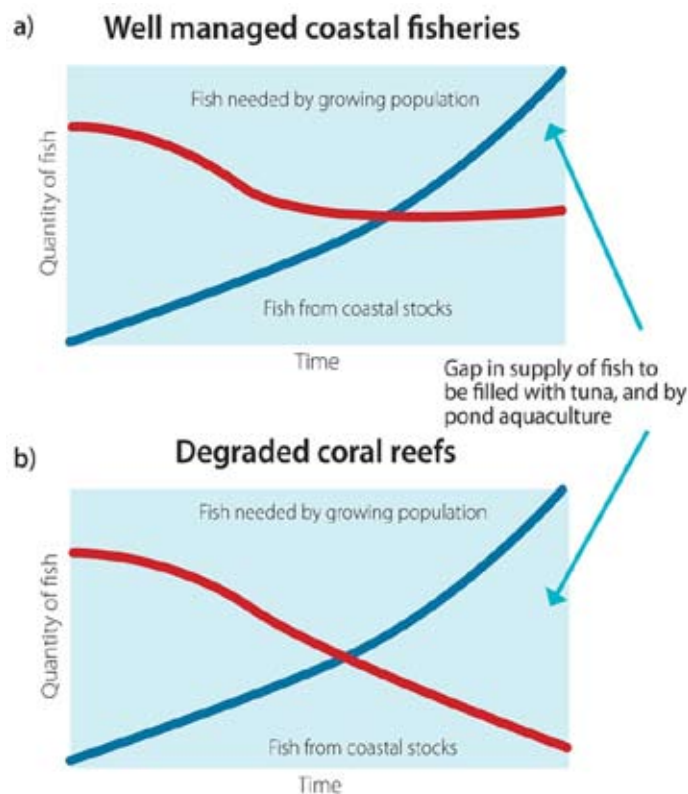 a)
Well managed coastal fisheries
Fish needed by growing population
Quantity of fish
Fish from coastal stocks
Time
Gap in supply of fish to
be filled with tuna, and by
pond aquaculture
b)
Degraded coral reefs
Fish needed by growing population
Quantity of fish
Fish from coastal stocks
Time